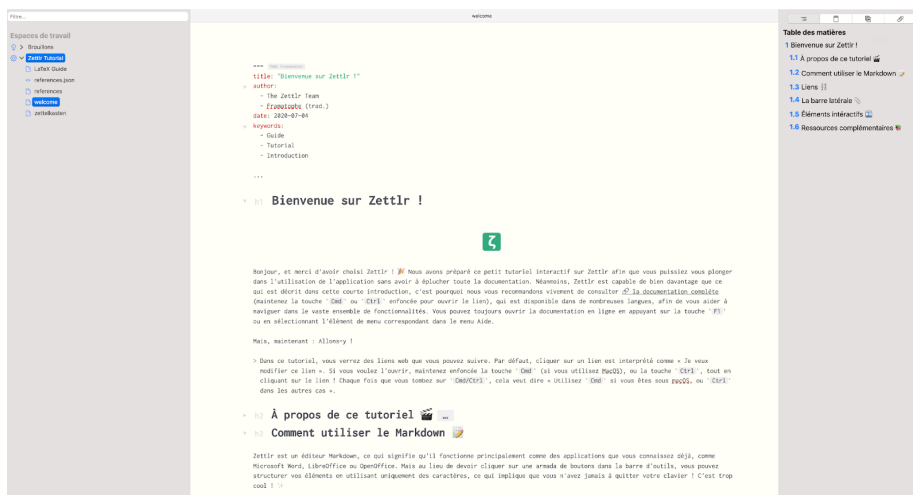 Filtre...
Espaces de travail
Brouillons
Zettlr Tutorial
LaTeX Guide
references.json
references
welcome
zettelkasten
welcome
---
title: "Bienvenue sur Zettlr !"
author:
- The Zettlr Team
- Framatophe (trad.)
date: 2020-07-04
keywords:
- Guide
- Tutorial
- Introduction
...
h1 Bienvenue sur Zettlr !
ζ
Bonjour, et merci d'avoir choisi Zettlr ! 🎉 Nous avons préparé ce petit tutoriel interactif sur Zettlr afin que vous puissiez vous plonger
dans l'utilisation de l'application sans avoir à éplucher toute la documentation. Néanmoins, Zettlr est capable de bien davantage que ce
qui est décrit dans cette courte introduction, c'est pourquoi nous vous recommandons vivement de consulter 🔗 la documentation complète
(maintenez la touche `Cmd` ou `Ctrl` enfoncée pour ouvrir le lien), qui est disponible dans de nombreuses langues, afin de vous aider à
naviguer dans le vaste ensemble de fonctionnalités. Vous pouvez toujours ouvrir la documentation en ligne en appuyant sur la touche `F1`
ou en sélectionnant l'élément de menu correspondant dans le menu Aide.
Mais, maintenant : Allons-y !
> Dans ce tutoriel, vous verrez des liens web que vous pouvez suivre. Par défaut, cliquer sur un lien est interprété comme « Je veux
modifier ce lien ». Si vous voulez l'ouvrir, maintenez enfoncée la touche `Cmd` (si vous utilisez MacOS), ou la touche `Ctrl`, tout en
cliquant sur le lien ! Chaque fois que vous tombez sur `Cmd/Ctrl`, cela veut dire « Utilisez `Cmd` si vous êtes sous macOS, ou `Ctrl`
dans les autres cas ».
h2 À propos de ce tutoriel 🎬 …
h2 Comment utiliser le Markdown 📝
Zettlr est un éditeur Markdown, ce qui signifie qu'il fonctionne principalement comme des applications que vous connaissez déjà, comme
Microsoft Word, LibreOffice ou OpenOffice. Mais au lieu de devoir cliquer sur une armada de boutons dans la barre d'outils, vous pouvez
structurer vos éléments en utilisant uniquement des caractères, ce qui implique que vous n'avez jamais à quitter votre clavier ! C'est trop
cool ! ✨
Table des matières
1 Bienvenue sur Zettlr !
1.1 À propos de ce tutoriel 🎬
1.2 Comment utiliser le Markdown 📝
1.3 Liens ⛓
1.4 La barre latérale 📎
1.5 Éléments intéractifs 🏧
1.6 Ressources complémentaires 📚